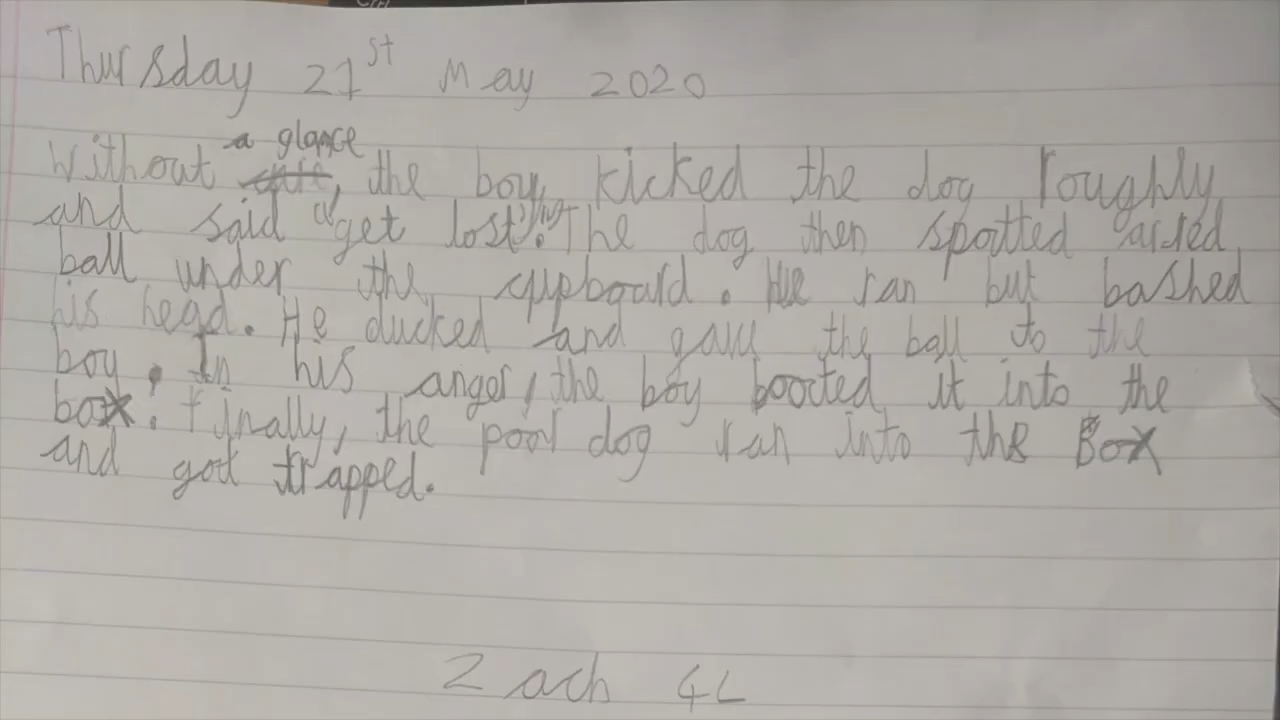 Thursday 21st May 2020
a glance
Without, the boy kicked the dog roughly
and said "get lost". The dog then spotted a red
ball under the cupboard. He ran but bashed
his head. He ducked and gave the ball to the
boy. In his anger, the boy booted it into the
box. Finally, the poor dog ran into the Box
and got trapped.
Zach 4L